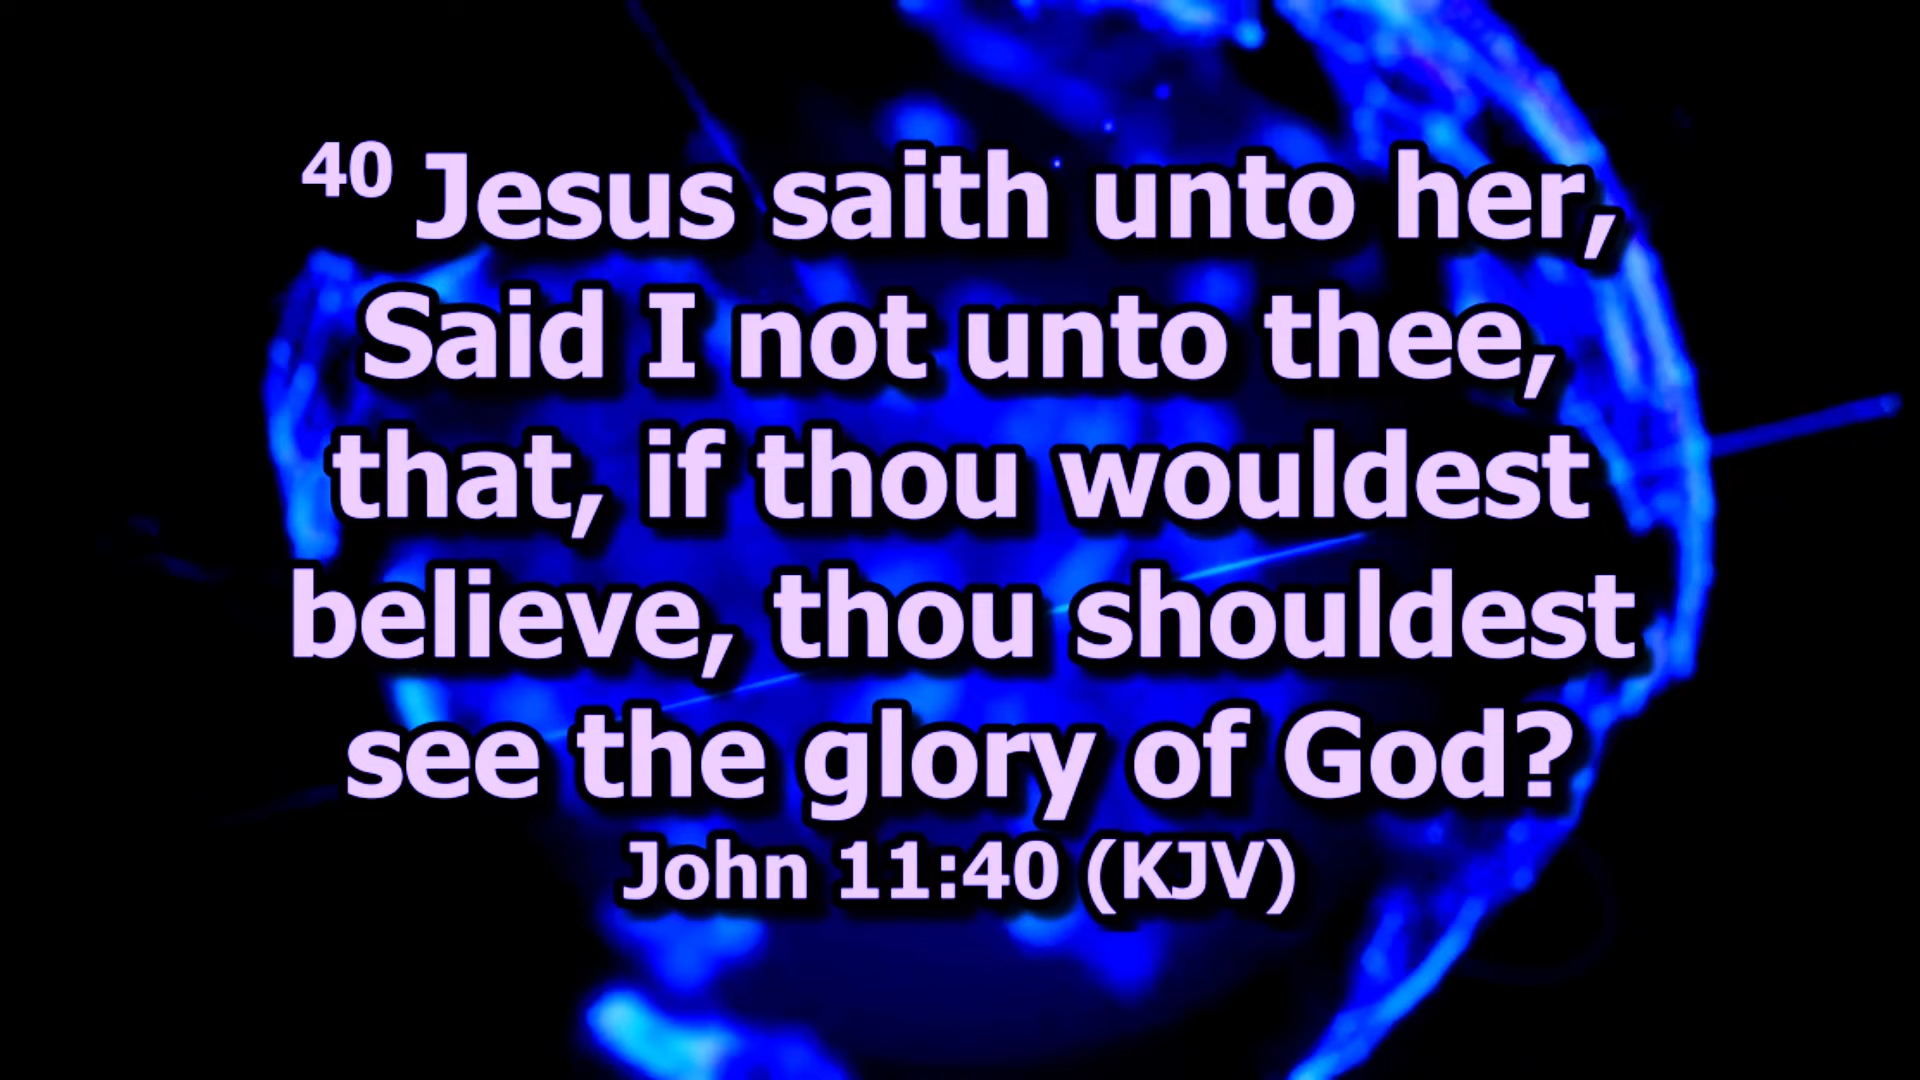 40 Jesus saith unto her,
Said I not unto thee,
that, if thou wouldest
believe, thou shouldest
see the glory of God?
John 11:40 (KJV)